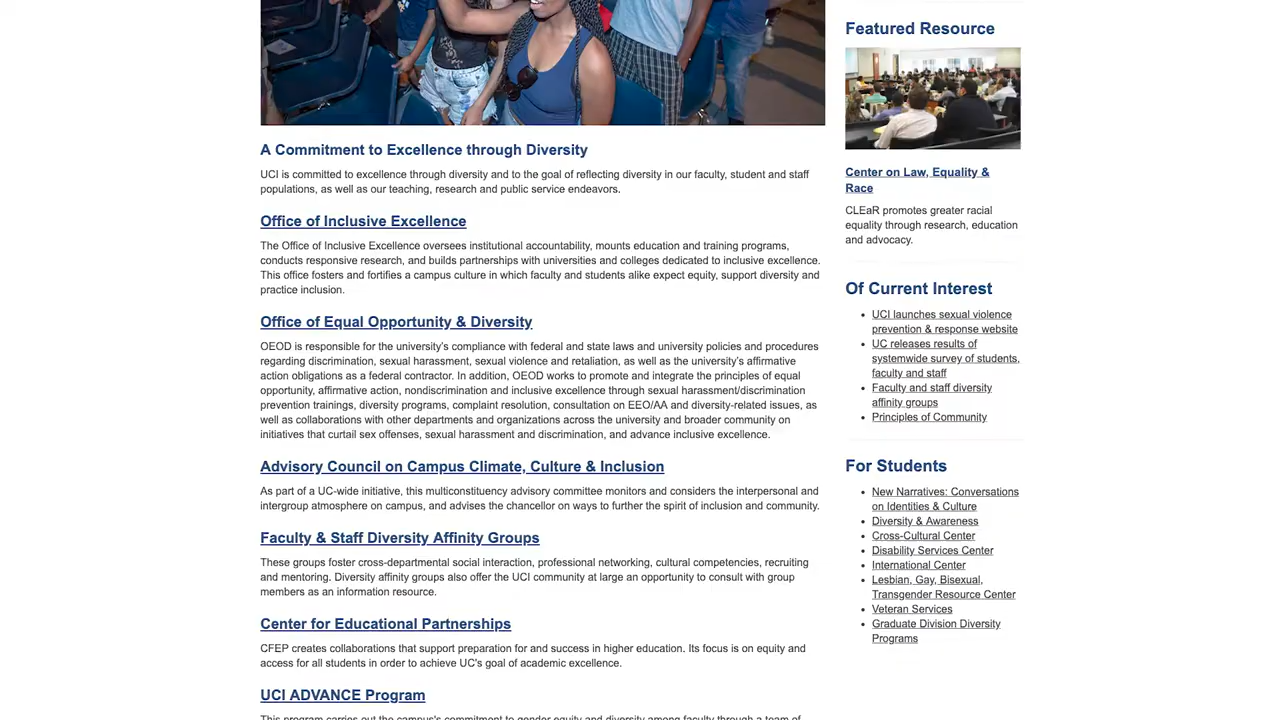 A Commitment to Excellence through Diversity
UCI is committed to excellence through diversity and to the goal of reflecting diversity in our faculty, student and staff
populations, as well as our teaching, research and public service endeavors.
Office of Inclusive Excellence
The Office of Inclusive Excellence oversees institutional accountability, mounts education and training programs,
conducts responsive research, and builds partnerships with universities and colleges dedicated to inclusive excellence.
This office fosters and fortifies a campus culture in which faculty and students alike expect equity, support diversity and
practice inclusion.
Office of Equal Opportunity & Diversity
OEOD is responsible for the university's compliance with federal and state laws and university policies and procedures
regarding discrimination, sexual harassment, sexual violence and retaliation, as well as the university's affirmative
action obligations as a federal contractor. In addition, OEOD works to promote and integrate the principles of equal
opportunity, affirmative action, nondiscrimination and inclusive excellence through sexual harassment/discrimination
prevention trainings, diversity programs, complaint resolution, consultation on EEO/AA and diversity-related issues, as
well as collaborations with other departments and organizations across the university and broader community on
initiatives that curtail sex offenses, sexual harassment and discrimination, and advance inclusive excellence.
Advisory Council on Campus Climate, Culture & Inclusion
As part of a UC-wide initiative, this multiconstituency advisory committee monitors and considers the interpersonal and
intergroup atmosphere on campus, and advises the chancellor on ways to further the spirit of inclusion and community.
Faculty & Staff Diversity Affinity Groups
These groups foster cross-departmental social interaction, professional networking, cultural competencies, recruiting
and mentoring. Diversity affinity groups also offer the UCI community at large an opportunity to consult with group
members as an information resource.
Center for Educational Partnerships
CFEP creates collaborations that support preparation for and success in higher education. Its focus is on equity and
access for all students in order to achieve UC's goal of academic excellence.
UCI ADVANCE Program
This program carries out the campus's commitment to gender equity and diversity among faculty through a team of
Featured Resource
Center on Law, Equality &
Race
CLEaR promotes greater racial
equality through research, education
and advocacy.
Of Current Interest
UCI launches sexual violence
prevention & response website
UC releases results of
systemwide survey of students,
faculty and staff
Faculty and staff diversity
affinity groups
Principles of Community
For Students
New Narratives: Conversations
on Identities & Culture
Diversity & Awareness
Cross-Cultural Center
Disability Services Center
International Center
Lesbian, Gay, Bisexual,
Transgender Resource Center
Veteran Services
Graduate Division Diversity
Programs